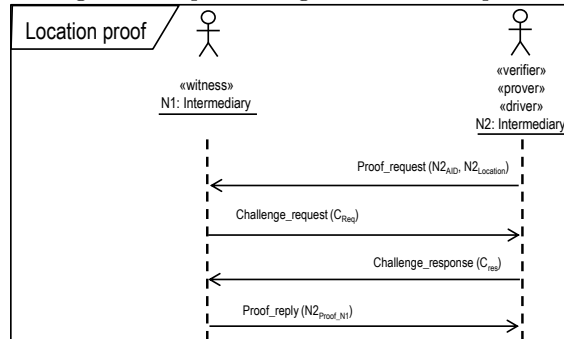 Location proof
«witness»
N1: Intermediary
«verifier»
«prover»
«driver»
N2: Intermediary
Proof_request (N2AID, N2Location)
Challenge_request (CReq)
Challenge_response (Cres)
Proof_reply (N2Proof_N1)